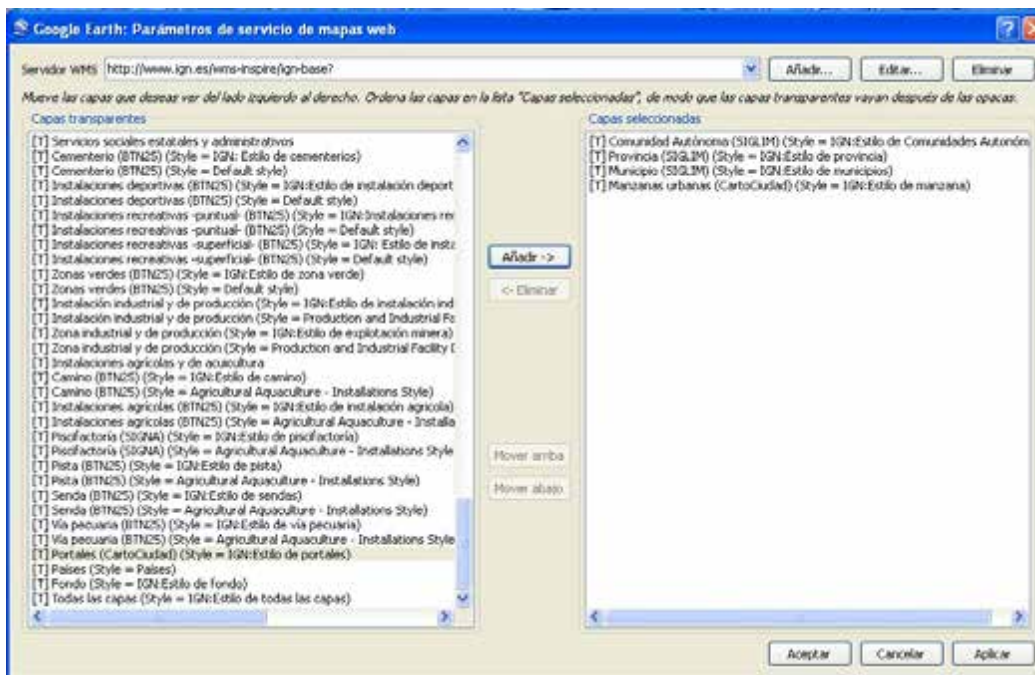 Google Earth: Parámetros de servicio de mapas web
Servidor WMS http://www.ign.es/wms-inspire/ign-base? Añadir... Editar... Eliminar
Mueve las capas que deseas ver del lado izquierdo al derecho. Ordena las capas en la lista "Capas seleccionadas", de modo que las capas transparentes vayan después de las opacas.
Capas transparentes
[T] Servicios sociales estatales y administrativos
[T] Cementerio (BTN25) (Style = IGN: Estilo de cementerios)
[T] Cementerio (BTN25) (Style = Default style)
[T] Instalaciones deportivas (BTN25) (Style = IGN:Estilo de instalación deport
[T] Instalaciones deportivas (BTN25) (Style = Default style)
[T] Instalaciones recreativas -puntual- (BTN25) (Style = IGN:Instalaciones rec
[T] Instalaciones recreativas -puntual- (BTN25) (Style = Default style)
[T] Instalaciones recreativas -superficial- (BTN25) (Style = IGN: Estilo de insta
[T] Instalaciones recreativas -superficial- (BTN25) (Style = Default style)
[T] Zonas verdes (BTN25) (Style = IGN:Estilo de zona verde)
[T] Zonas verdes (BTN25) (Style = Default style)
[T] Instalación industrial y de producción (Style = IGN:Estilo de instalación ind
[T] Instalación industrial y de producción (Style = Production and Industrial Fa
[T] Zona industrial y de producción (Style = IGN:Estilo de explotación minera)
[T] Zona industrial y de producción (Style = Production and Industrial Facility D
[T] Instalaciones agrícolas y de acuicultura
[T] Camino (BTN25) (Style = IGN:Estilo de camino)
[T] Camino (BTN25) (Style = Agricultural Aquaculture - Installations Style)
[T] Instalaciones agrícolas (BTN25) (Style = IGN:Estilo de instalación agrícola)
[T] Instalaciones agrícolas (BTN25) (Style = Agricultural Aquaculture - Installa
[T] Piscifactoría (SIGNA) (Style = IGN:Estilo de piscifactoría)
[T] Piscifactoría (SIGNA) (Style = Agricultural Aquaculture - Installations Style
[T] Pista (BTN25) (Style = IGN:Estilo de pista)
[T] Pista (BTN25) (Style = Agricultural Aquaculture - Installations Style)
[T] Senda (BTN25) (Style = IGN:Estilo de sendas)
[T] Senda (BTN25) (Style = Agricultural Aquaculture - Installations Style)
[T] Vía pecuaria (BTN25) (Style = IGN:Estilo de vía pecuaria)
[T] Vía pecuaria (BTN25) (Style = Agricultural Aquaculture - Installations Style
[T] Portales (CartoCiudad) (Style = IGN:Estilo de portales)
[T] Países (Style = Países)
[T] Fondo (Style = IGN:Estilo de fondo)
[T] Todas las capas (Style = IGN:Estilo de todas las capas)
Añadir ->
<- Eliminar
Mover arriba
Mover abajo
Capas seleccionadas
[T] Comunidad Autónoma (SIGLIM) (Style = IGN:Estilo de Comunidades Autonóm
[T] Provincia (SIGLIM) (Style = IGN:Estilo de provincia)
[T] Municipio (SIGLIM) (Style = IGN:Estilo de municipios)
[T] Manzanas urbanas (CartoCiudad) (Style = IGN:Estilo de manzana)
Aceptar Cancelar Aplicar